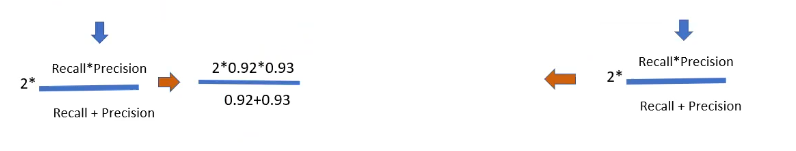 Recall*Precision
2*
Recall + Precision
2*0.92*0.93
0.92+0.93
Recall*Precision
2*
Recall + Precision